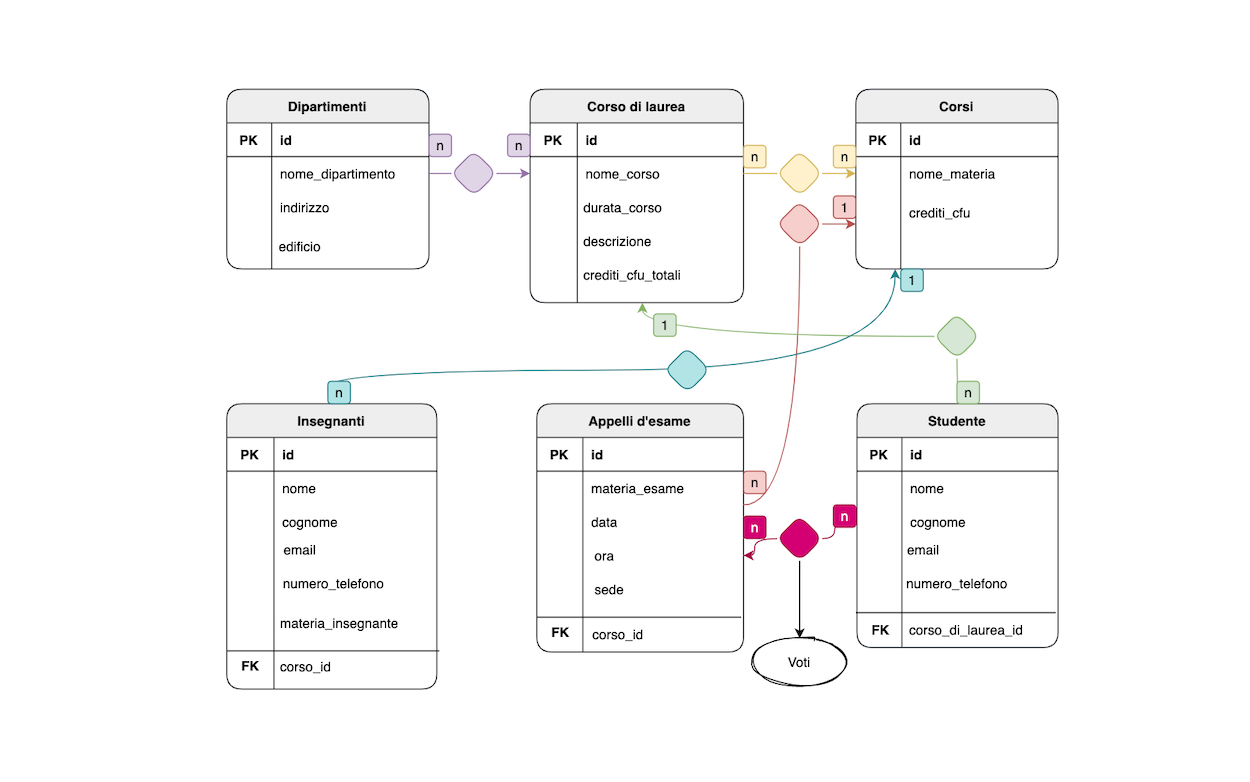 Dipartimenti
PK id
nome_dipartimento
indirizzo
edificio
n
n
Corso di laurea
PK id
nome_corso
durata_corso
descrizione
crediti_cfu_totali
n
n
1
Corsi
PK id
nome_materia
crediti_cfu
1
1
n
n
Insegnanti
PK id
nome
cognome
email
numero_telefono
materia_insegnante
FK corso_id
Appelli d'esame
PK id
materia_esame
data
ora
sede
FK corso_id
n
n
n
Voti
Studente
PK id
nome
cognome
email
numero_telefono
FK corso_di_laurea_id